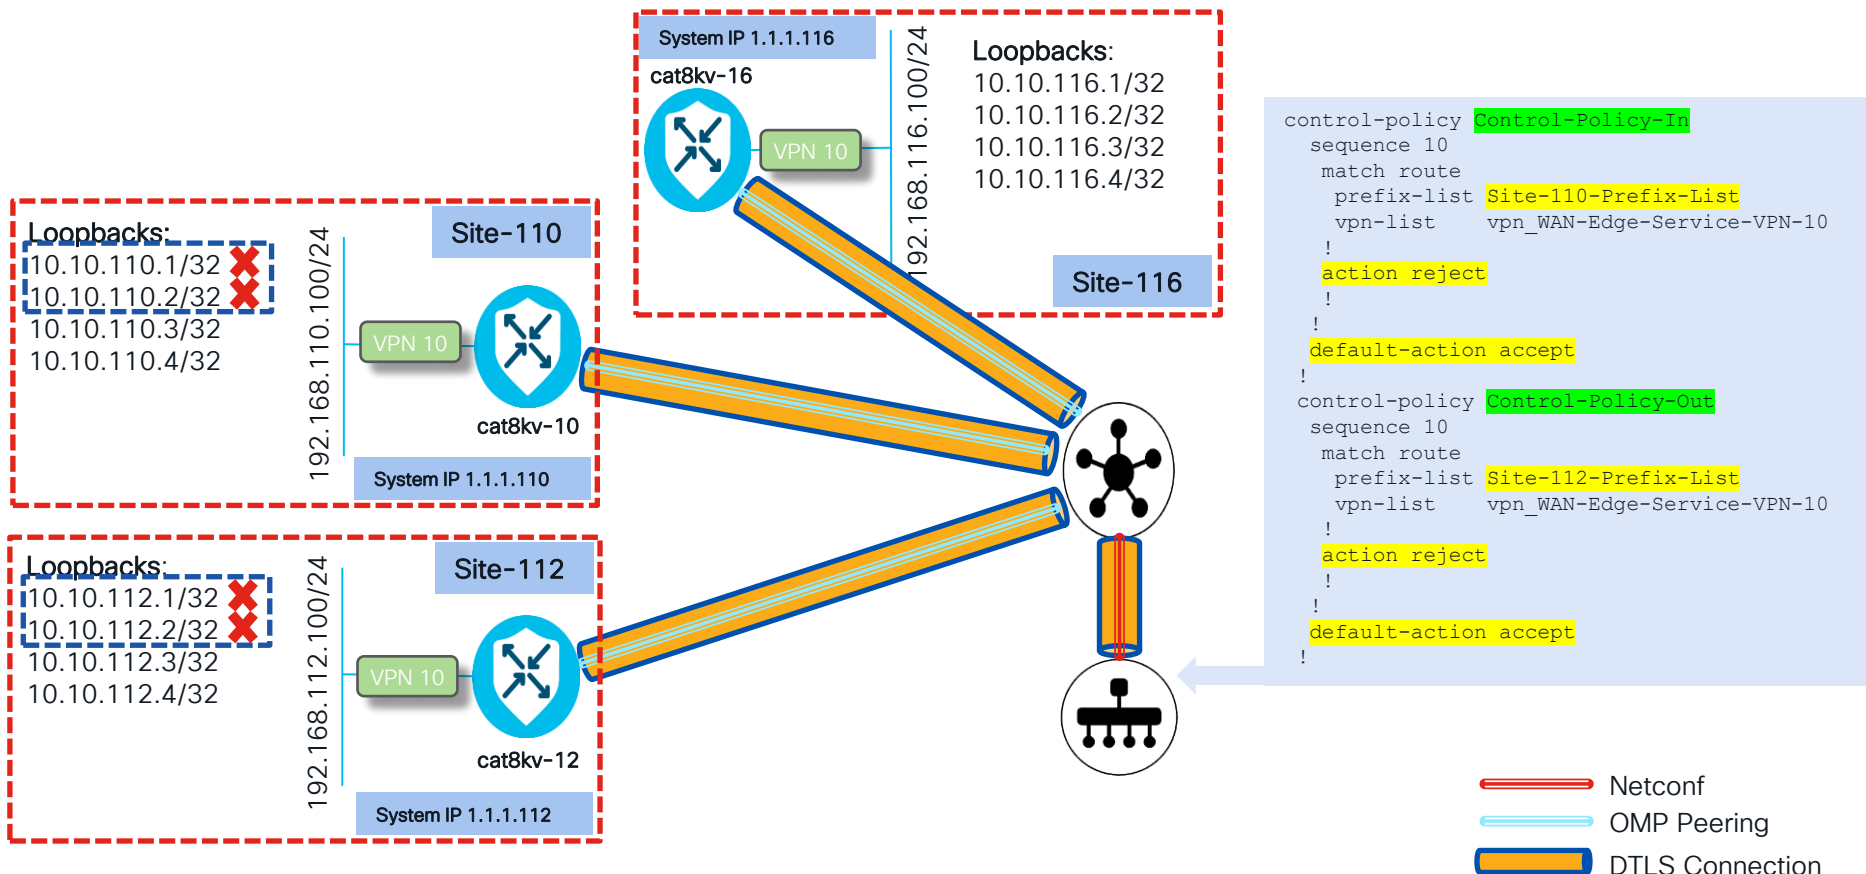 System IP 1.1.1.116
cat8kv-16
VPN 10
192.168.116.100/24
Loopbacks:
10.10.116.1/32
10.10.116.2/32
10.10.116.3/32
10.10.116.4/32
Site-116
Loopbacks:
10.10.110.1/32
10.10.110.2/32
10.10.110.3/32
10.10.110.4/32
192.168.110.100/24
Site-110
VPN 10
cat8kv-10
System IP 1.1.1.110
Loopbacks:
10.10.112.1/32
10.10.112.2/32
10.10.112.3/32
10.10.112.4/32
192.168.112.100/24
Site-112
VPN 10
cat8kv-12
System IP 1.1.1.112
control-policy Control-Policy-In
sequence 10
match route
prefix-list Site-110-Prefix-List
vpn-list vpn_WAN-Edge-Service-VPN-10
!
action reject
!
!
default-action accept
!
control-policy Control-Policy-Out
sequence 10
match route
prefix-list Site-112-Prefix-List
vpn-list vpn_WAN-Edge-Service-VPN-10
!
action reject
!
!
default-action accept
!
Netconf
OMP Peering
DTLS Connection